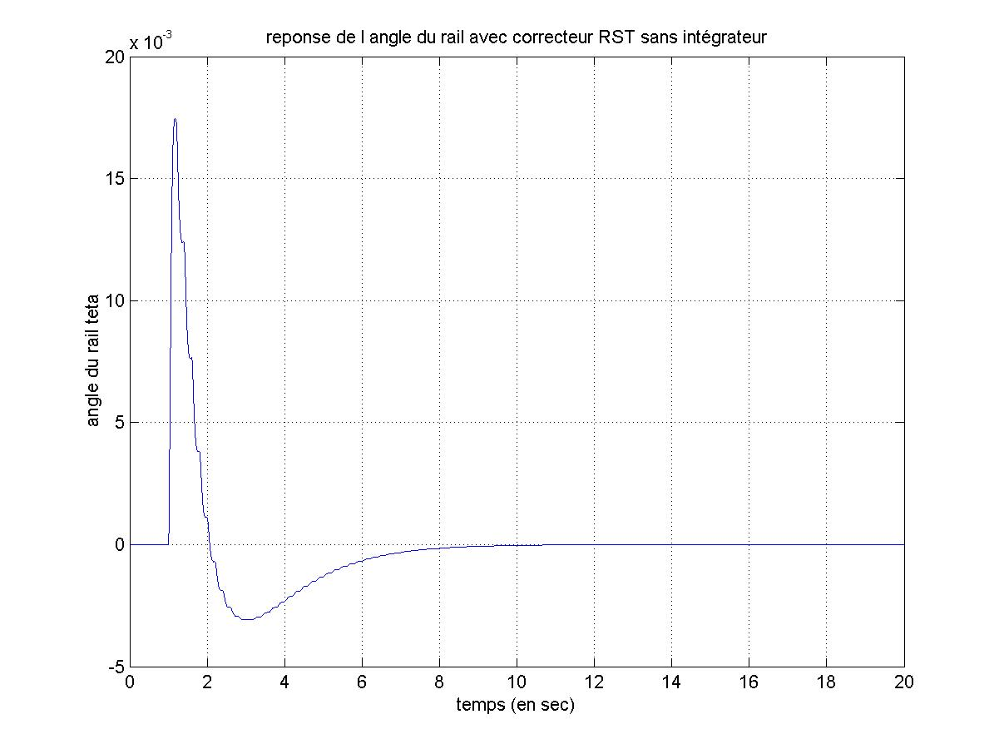 reponse de l angle du rail avec correcteur RST sans intégrateur
x 10-3
20
15
10
5
0
-5
angle du rail teta
0 2 4 6 8 10 12 14 16 18 20
temps (en sec)